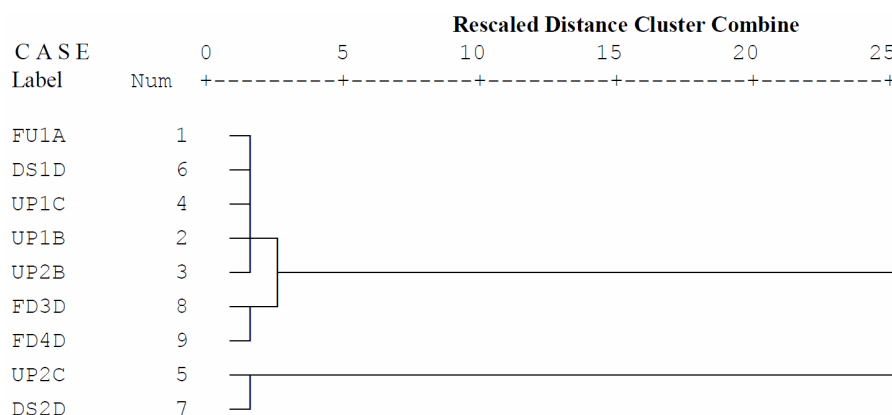 Rescaled Distance Cluster Combine
C A S E 0 5 10 15 20 25
Label Num +---------+---------+---------+---------+---------+
FU1A 1
DS1D 6
UP1C 4
UP1B 2
UP2B 3
FD3D 8
FD4D 9
UP2C 5
DS2D 7